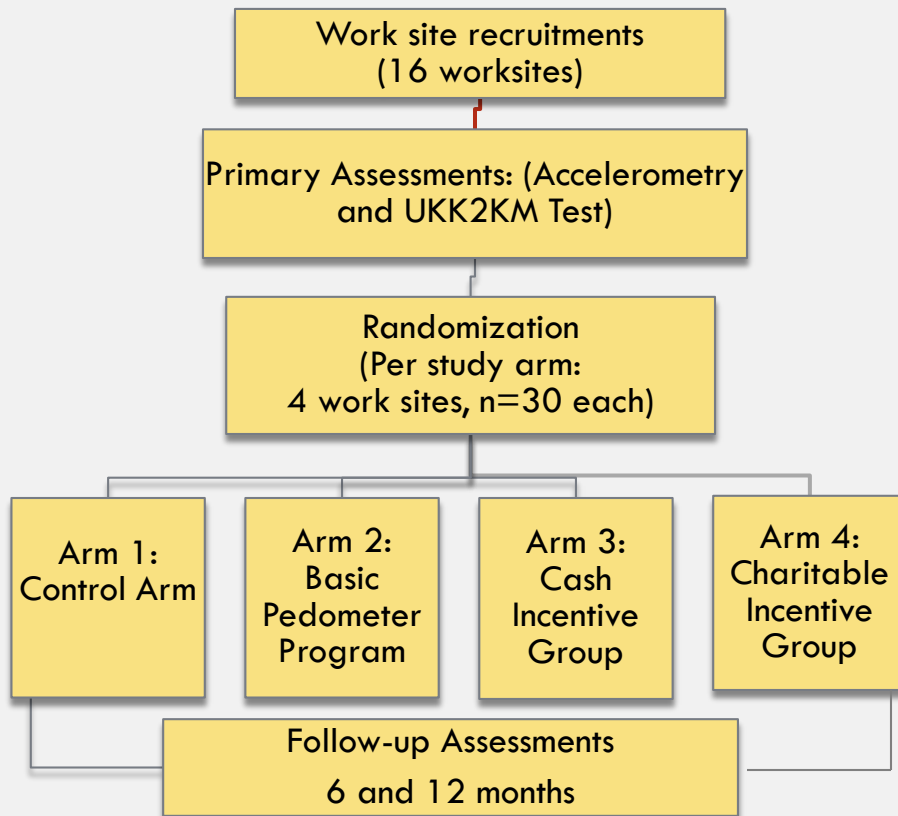 Work site recruitments
(16 worksites)
Primary Assessments: (Accelerometry
and UKK2KM Test)
Randomization
(Per study arm:
4 work sites, n=30 each)
Arm 1:
Control Arm
Arm 2:
Basic
Pedometer
Program
Arm 3:
Cash
Incentive
Group
Arm 4:
Charitable
Incentive
Group
Follow-up Assessments
6 and 12 months